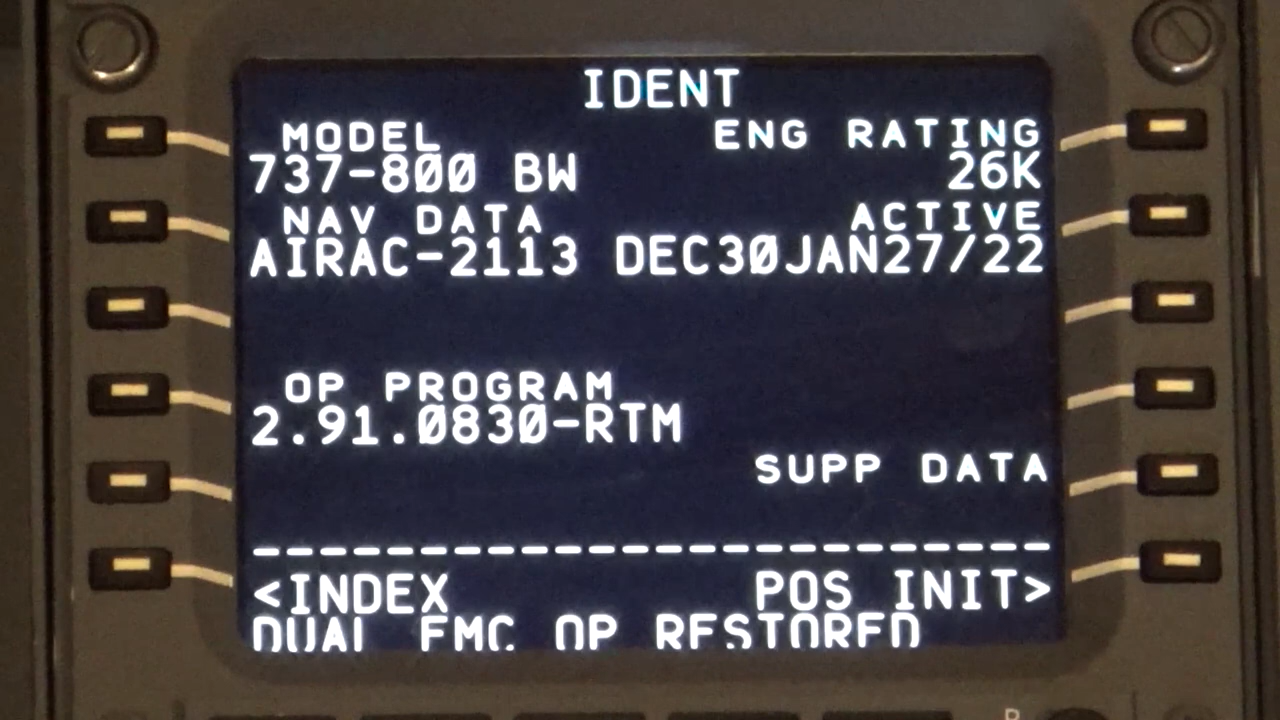 IDENT
MODEL ENG RATING
737-800 BW 26K
NAV DATA ACTIVE
AIRAC-2113 DEC30JAN27/22
OP PROGRAM
2.91.0830-RTM
SUPP DATA
------------------------
<INDEX POS INIT>
DUAL FMC OP RESTORED